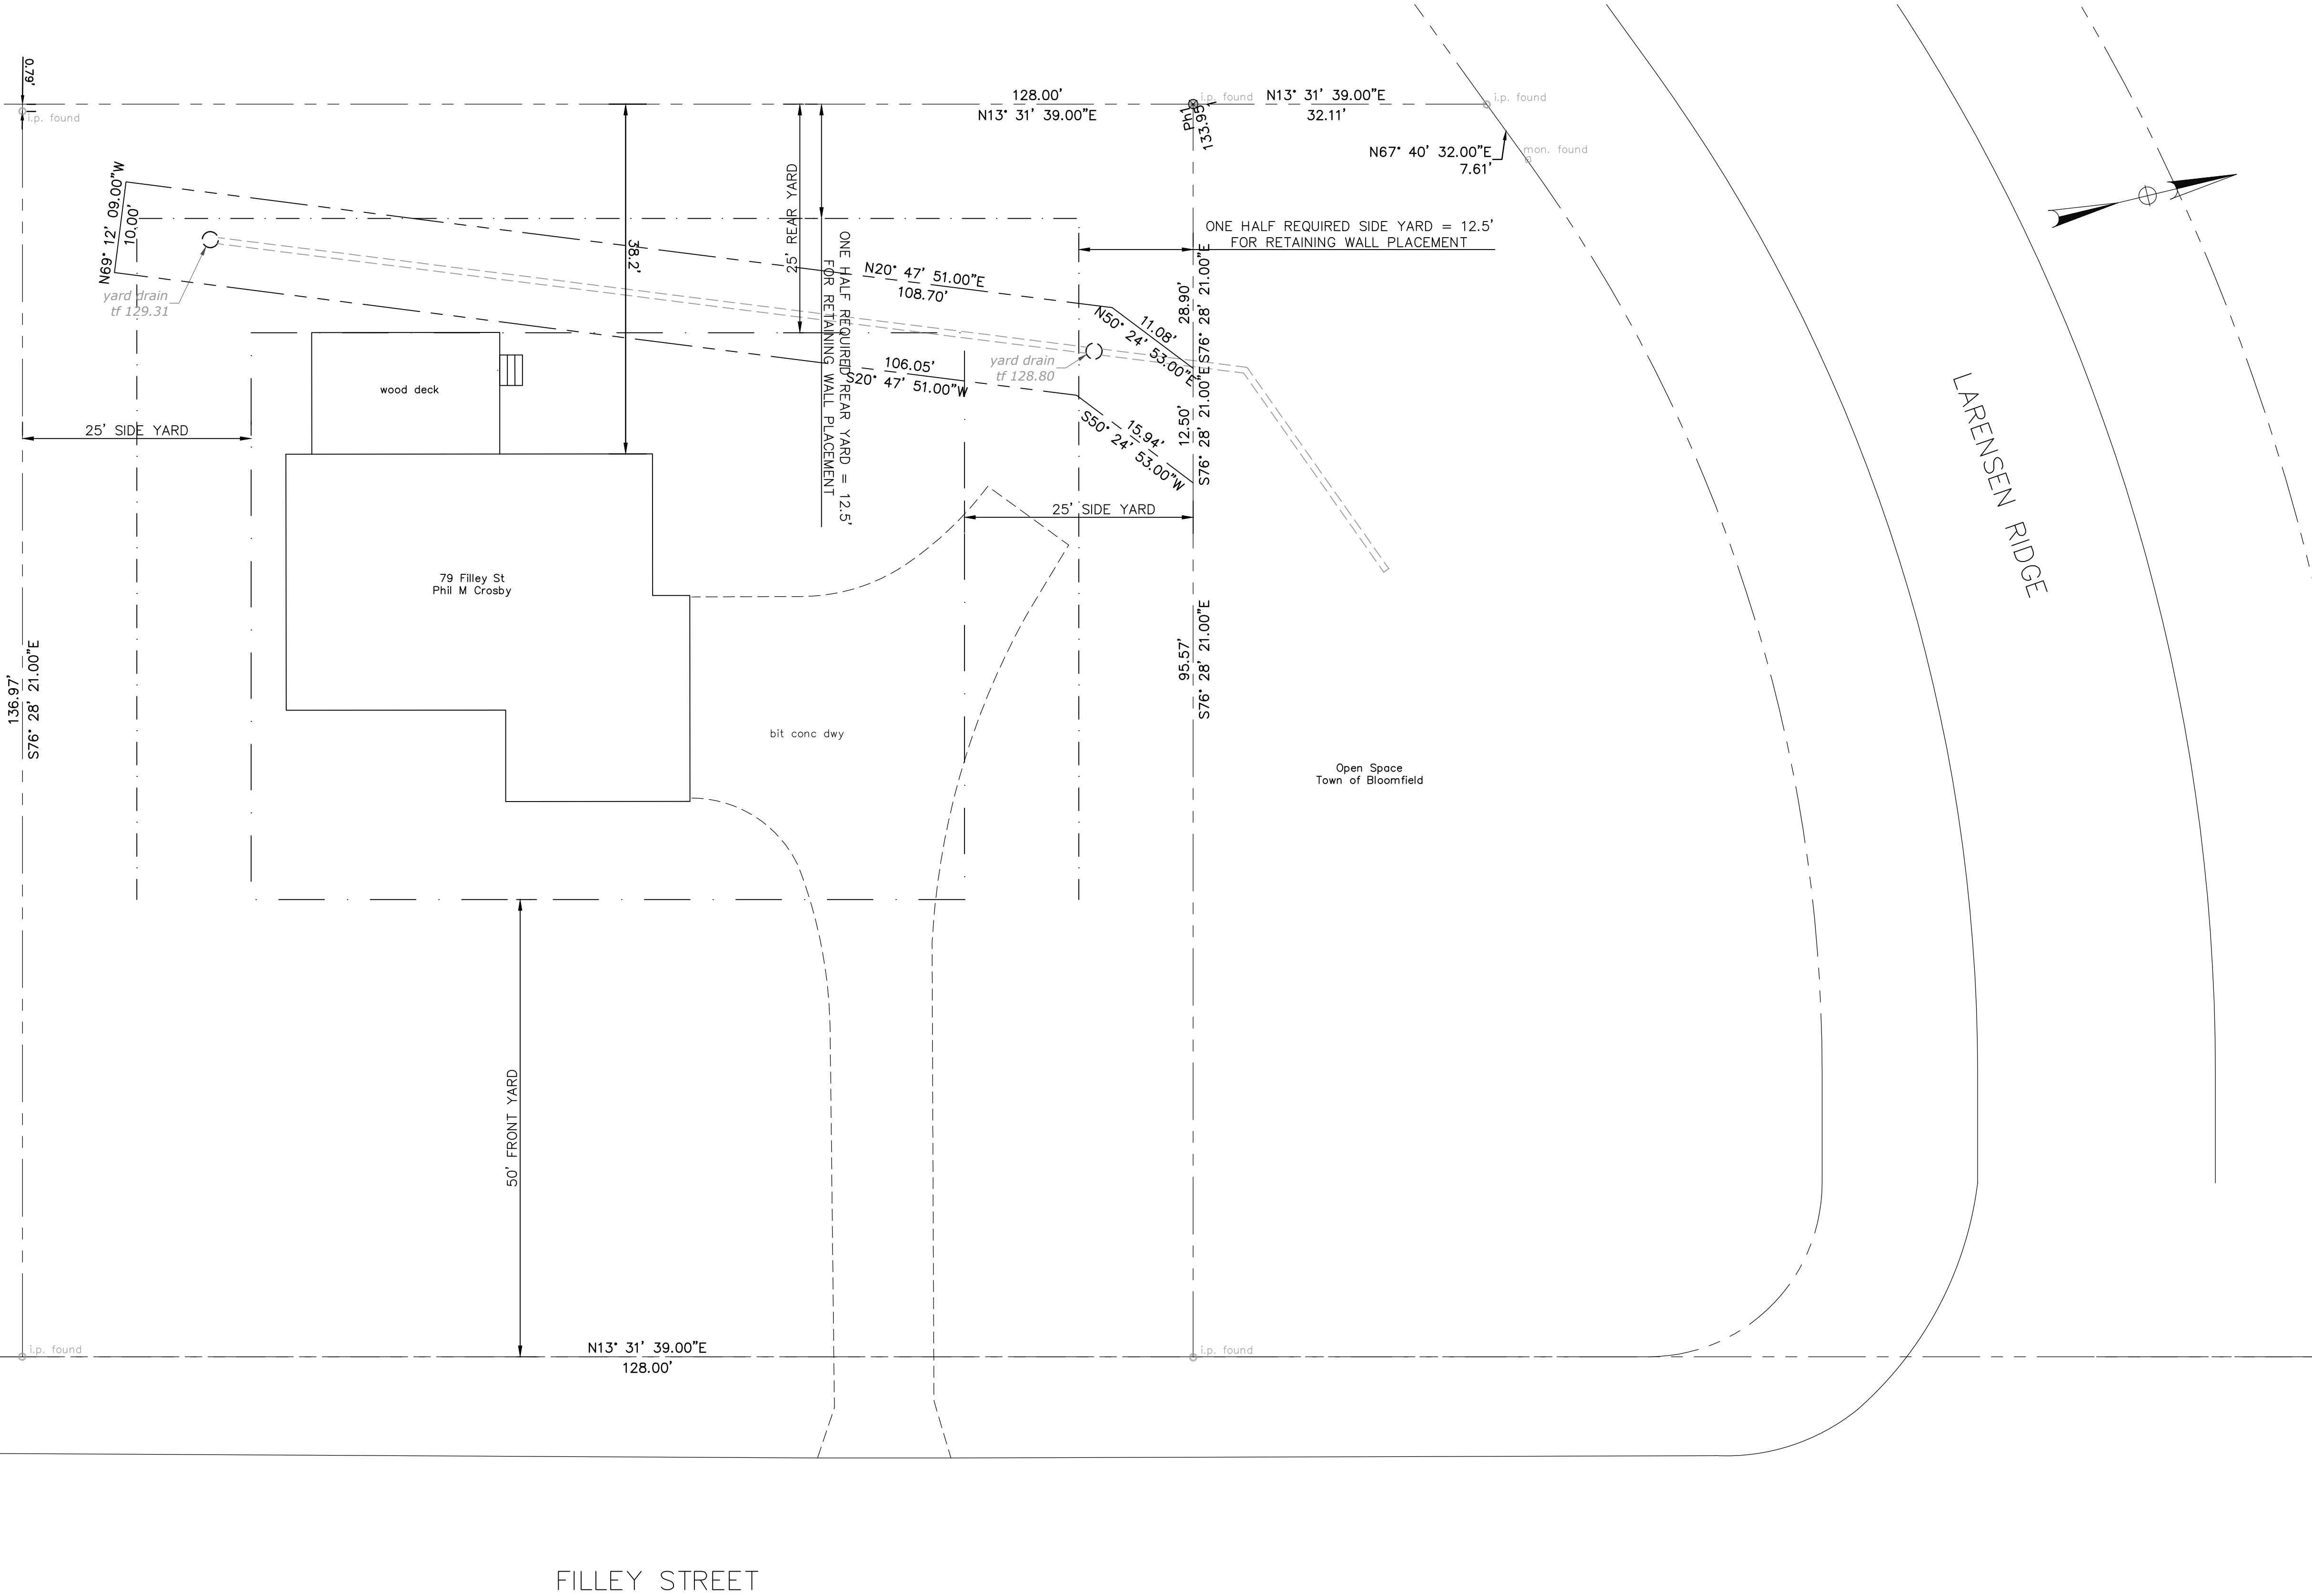 0.79'
i.p. found
128.00'
N13° 31' 39.00"E
i.p. found
Ph1
133.95
N13° 31' 39.00"E
32.11'
i.p. found
N67° 40' 32.00"E
7.61'
mon. found
N69° 12' 09.00"W
10.00'
yard drain
tf 129.31
38.2'
25' REAR YARD
ONE HALF REQUIRED REAR YARD = 12.5'
FOR RETAINING WALL PLACEMENT
N20° 47' 51.00"E
108.70'
ONE HALF REQUIRED SIDE YARD = 12.5'
FOR RETAINING WALL PLACEMENT
28.90'
S76° 28' 21.00"E
11.08'
N50° 24' 53.00"E
yard drain
tf 128.80
106.05'
S20° 47' 51.00"W
12.50'
S76° 28' 21.00"E
15.94'
S50° 24' 53.00"W
wood deck
25' SIDE YARD
25' SIDE YARD
LARENSEN RIDGE
79 Filley St
Phil M Crosby
136.97'
S76° 28' 21.00"E
95.57'
S76° 28' 21.00"E
bit conc dwy
Open Space
Town of Bloomfield
50' FRONT YARD
i.p. found
N13° 31' 39.00"E
128.00'
i.p. found
FILLEY STREET